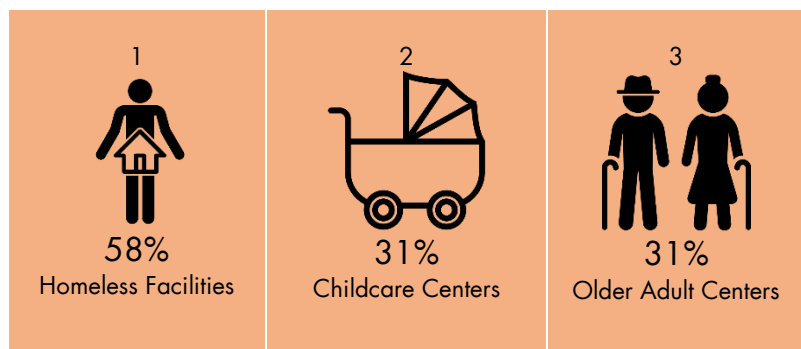 1
58%
Homeless Facilities
2
31%
Childcare Centers
3
31%
Older Adult Centers